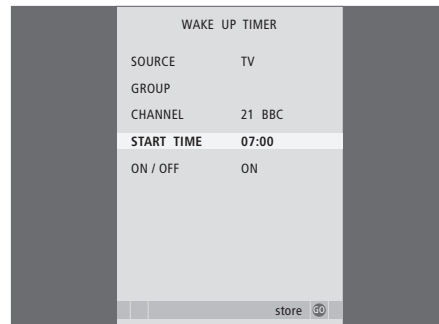 WAKE UP TIMER
SOURCE TV
GROUP
CHANNEL 21 BBC
START TIME 07:00
ON / OFF ON
store GO